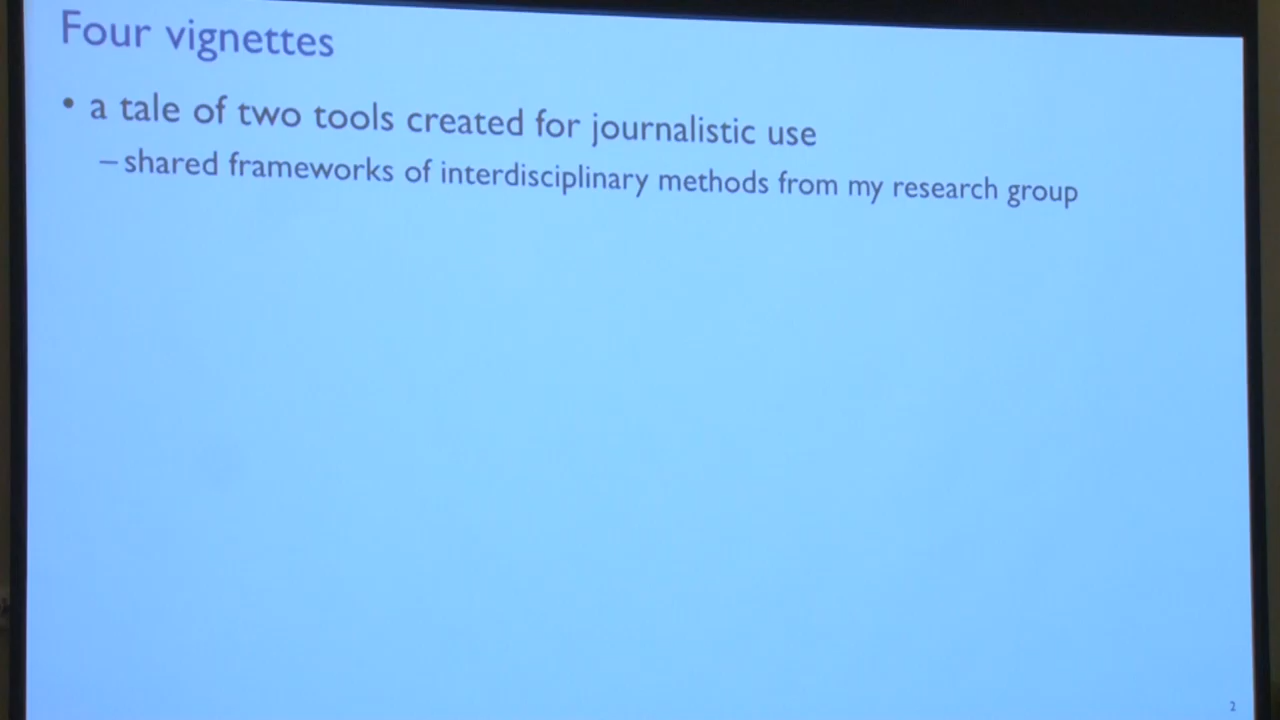 Four vignettes
• a tale of two tools created for journalistic use
– shared frameworks of interdisciplinary methods from my research group
2